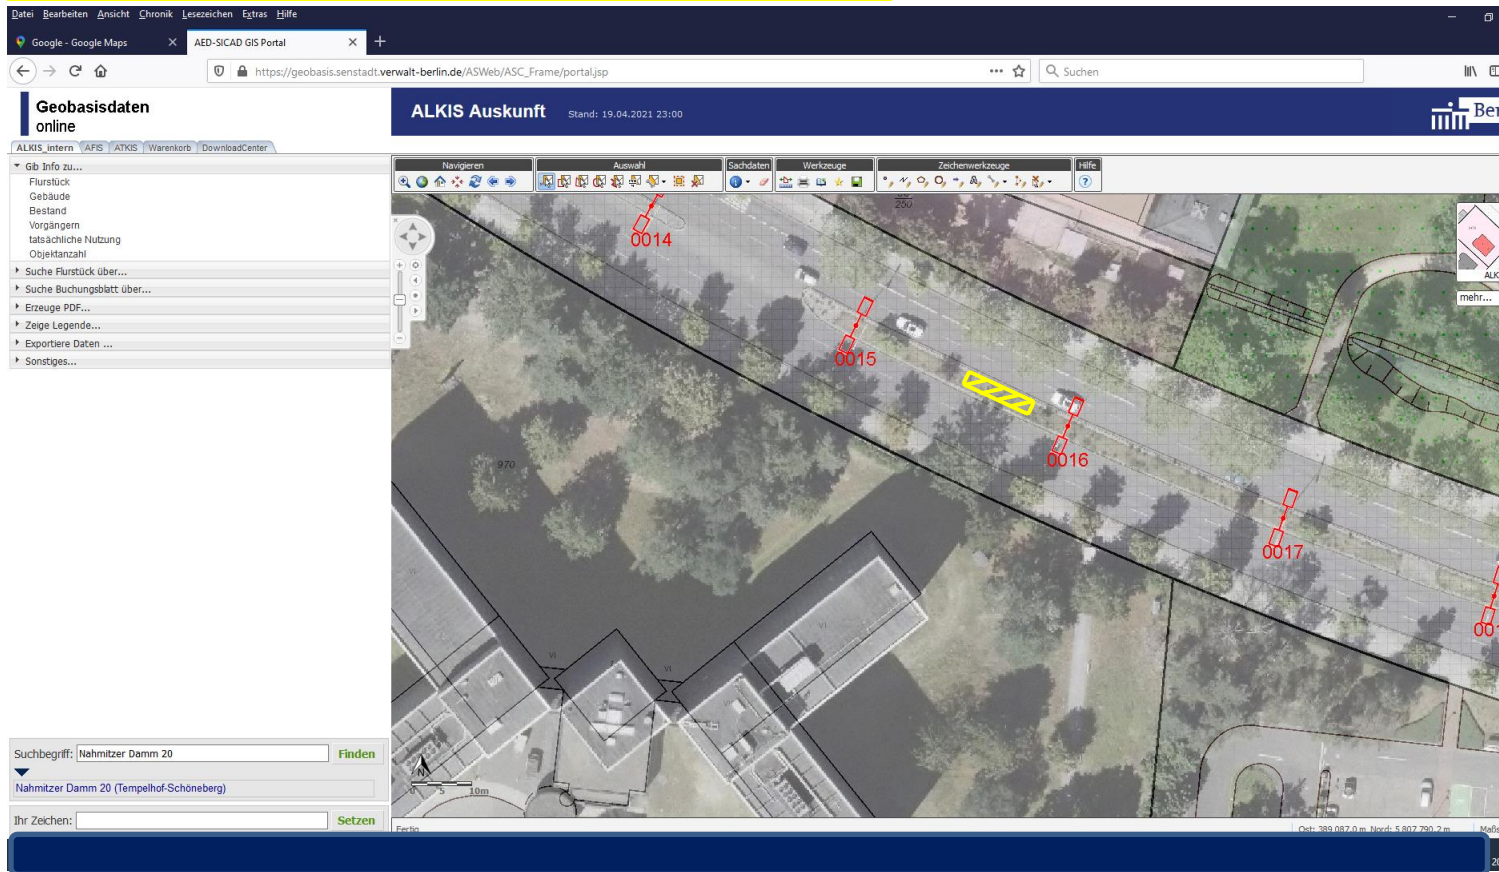 Datei Bearbeiten Ansicht Chronik Lesezeichen Extras Hilfe
Google - Google Maps
AED-SICAD GIS Portal
https://geobasis.senstadt.verwalt-berlin.de/ASWeb/ASC_Frame/portal.jsp
Suchen
Geobasisdaten
online
ALKIS Auskunft
Stand: 19.04.2021 23:00
ALKIS_intern AFIS ATKIS Warenkorb DownloadCenter
Gib Info zu...
Flurstück
Gebäude
Bestand
Vorgängern
tatsächliche Nutzung
Objektanzahl
Suche Flurstück über...
Suche Buchungsblatt über...
Erzeuge PDF...
Zeige Legende...
Exportiere Daten ...
Sonstiges...
Navigieren Auswahl Sachdaten Werkzeuge Zeichenwerkzeuge Hilfe
250
0014
0015
0016
0017
970
VI
VI
VI
mehr...
N
0 5 10m
Suchbegriff: Nahmitzer Damm 20 Finden
Nahmitzer Damm 20 (Tempelhof-Schöneberg)
Ihr Zeichen: Setzen
Fertig
Ost: 389 087,0 m Nord: 5 807 790,2 m